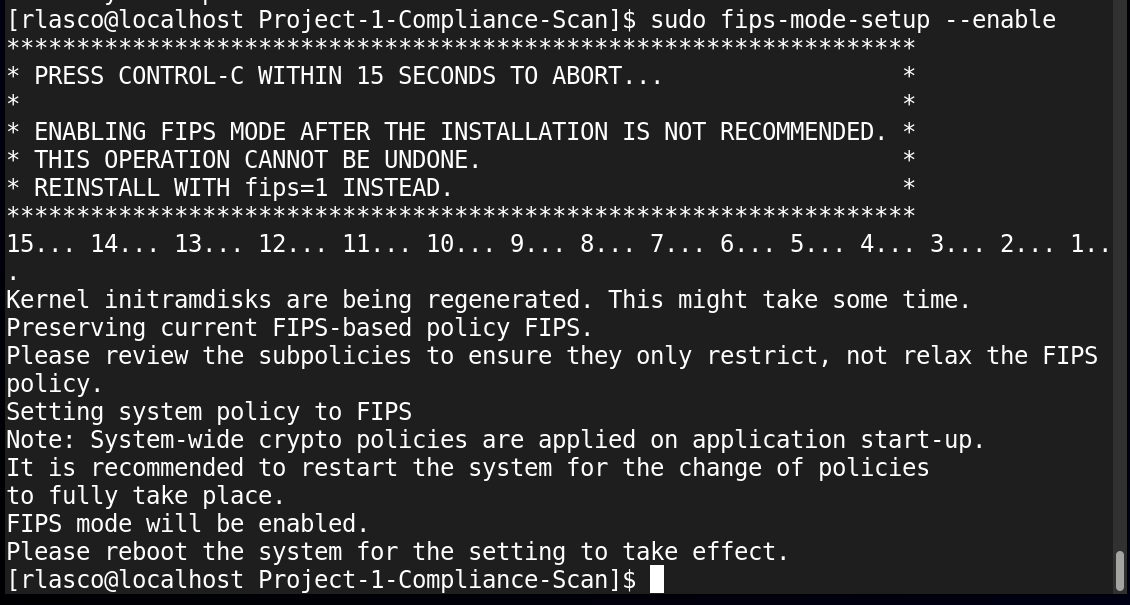 [rlasco@localhost Project-1-Compliance-Scan]$ sudo fips-mode-setup --enable
*****************************************************************
* PRESS CONTROL-C WITHIN 15 SECONDS TO ABORT...                 *
*                                                               *
* ENABLING FIPS MODE AFTER THE INSTALLATION IS NOT RECOMMENDED. *
* THIS OPERATION CANNOT BE UNDONE.                              *
* REINSTALL WITH fips=1 INSTEAD.                                *
*****************************************************************
15... 14... 13... 12... 11... 10... 9... 8... 7... 6... 5... 4... 3... 2... 1..
.
Kernel initramdisks are being regenerated. This might take some time.
Preserving current FIPS-based policy FIPS.
Please review the subpolicies to ensure they only restrict, not relax the FIPS
policy.
Setting system policy to FIPS
Note: System-wide crypto policies are applied on application start-up.
It is recommended to restart the system for the change of policies
to fully take place.
FIPS mode will be enabled.
Please reboot the system for the setting to take effect.
[rlasco@localhost Project-1-Compliance-Scan]$